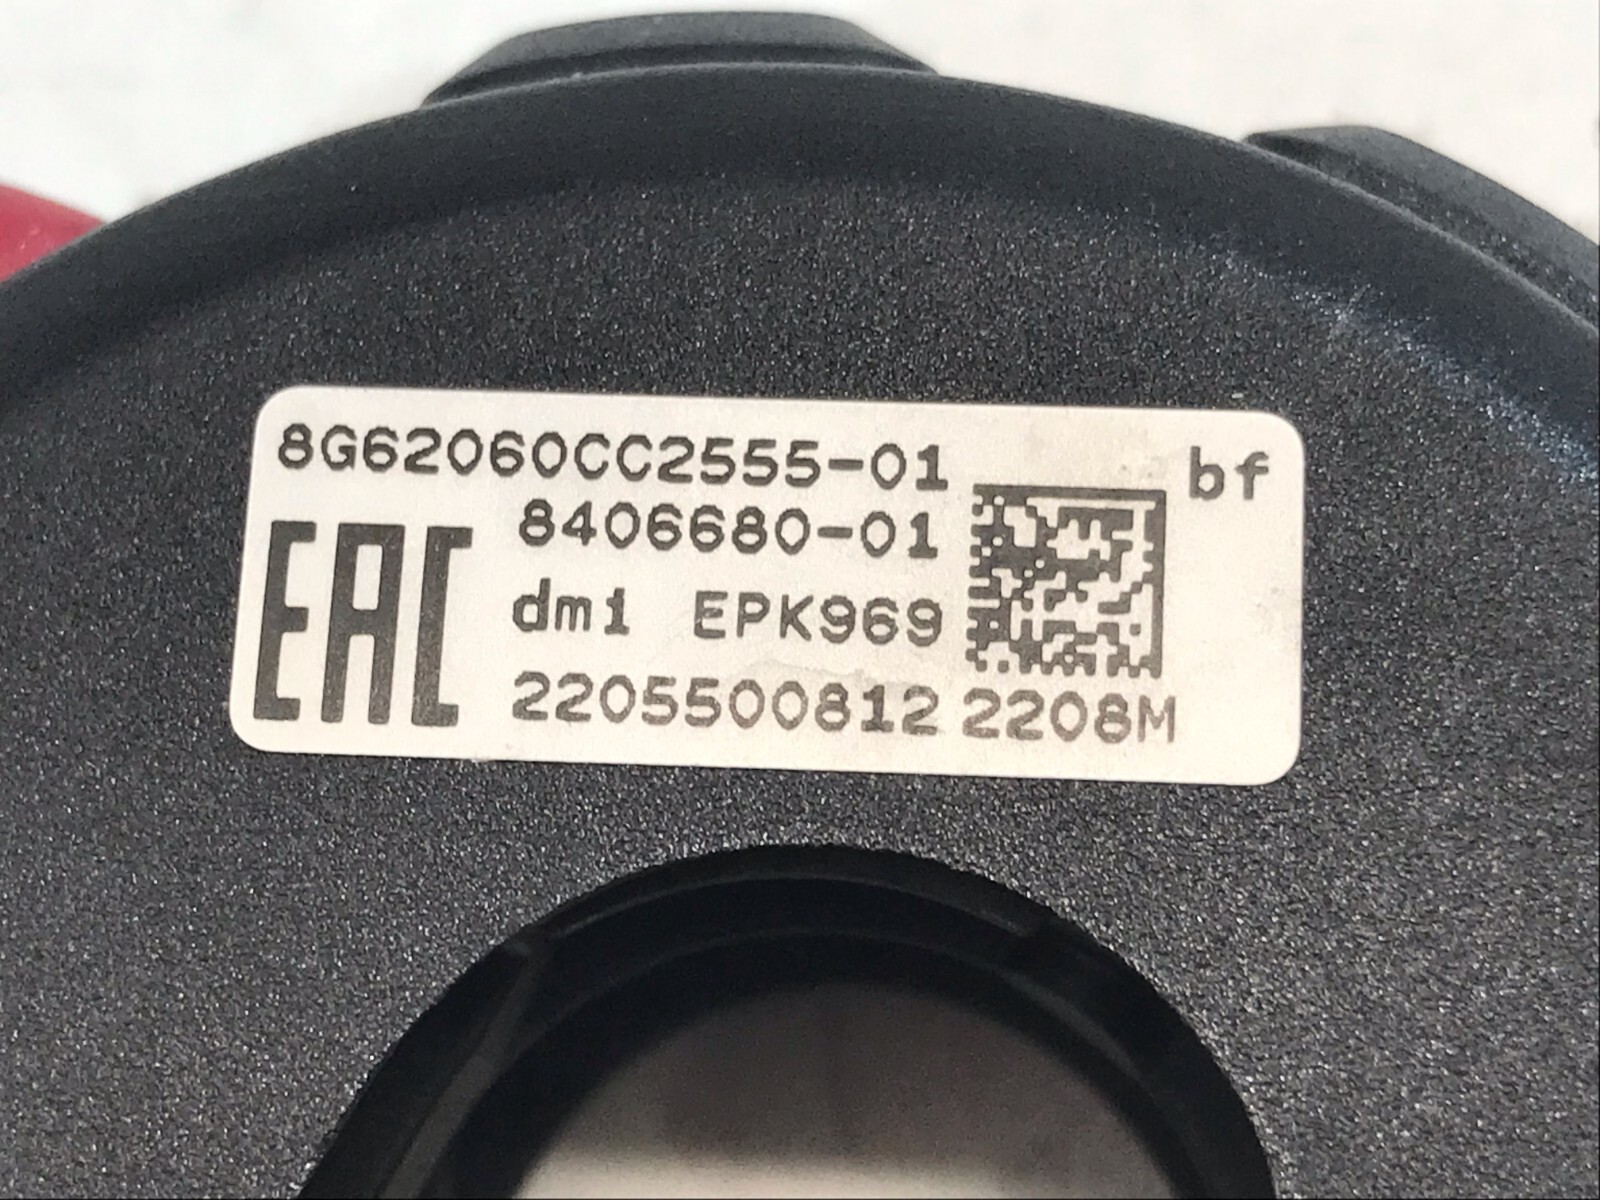 8G62060CC2555-01 bf
8406680-01
EAC dmi EPK969
2205500812 2208M